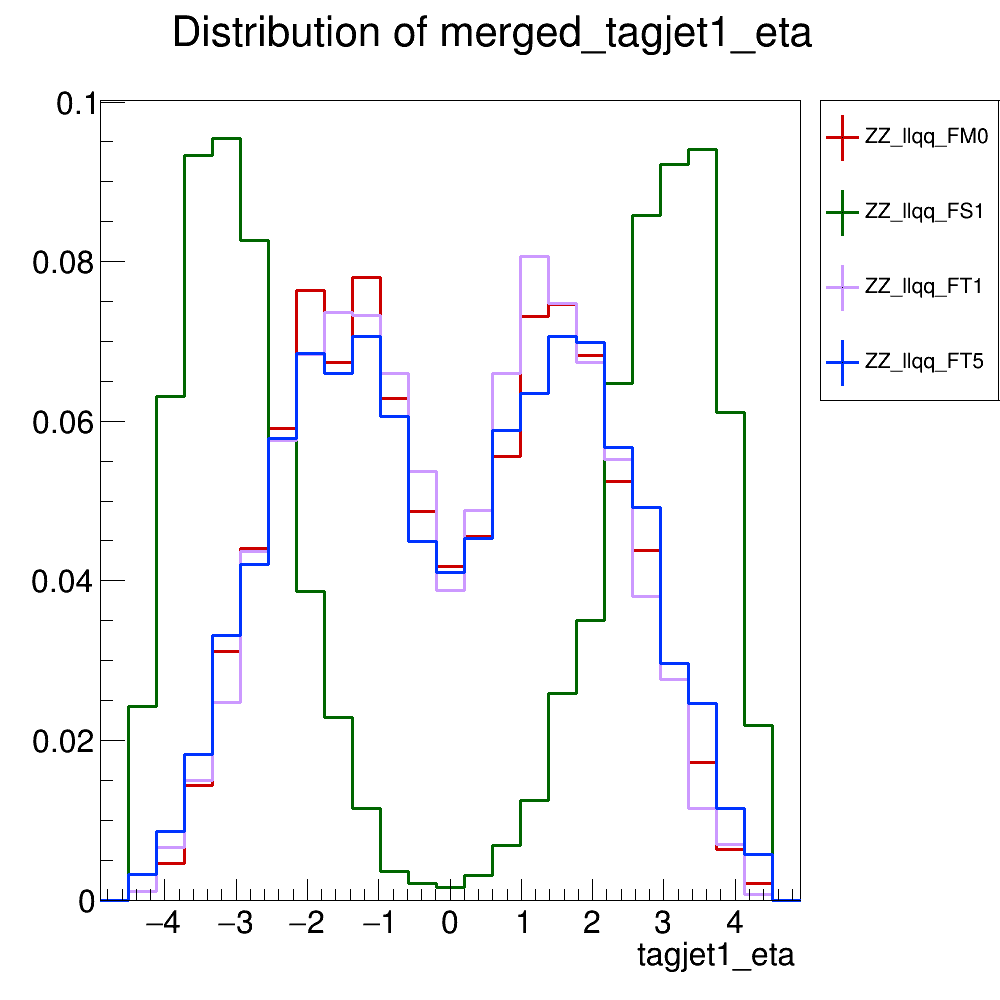 Distribution of merged_tagjet1_eta
0.1
0.08
0.06
0.04
0.02
0
−4 −3 −2 −1 0 1 2 3 4
tagjet1_eta
ZZ_llqq_FM0
ZZ_llqq_FS1
ZZ_llqq_FT1
ZZ_llqq_FT5